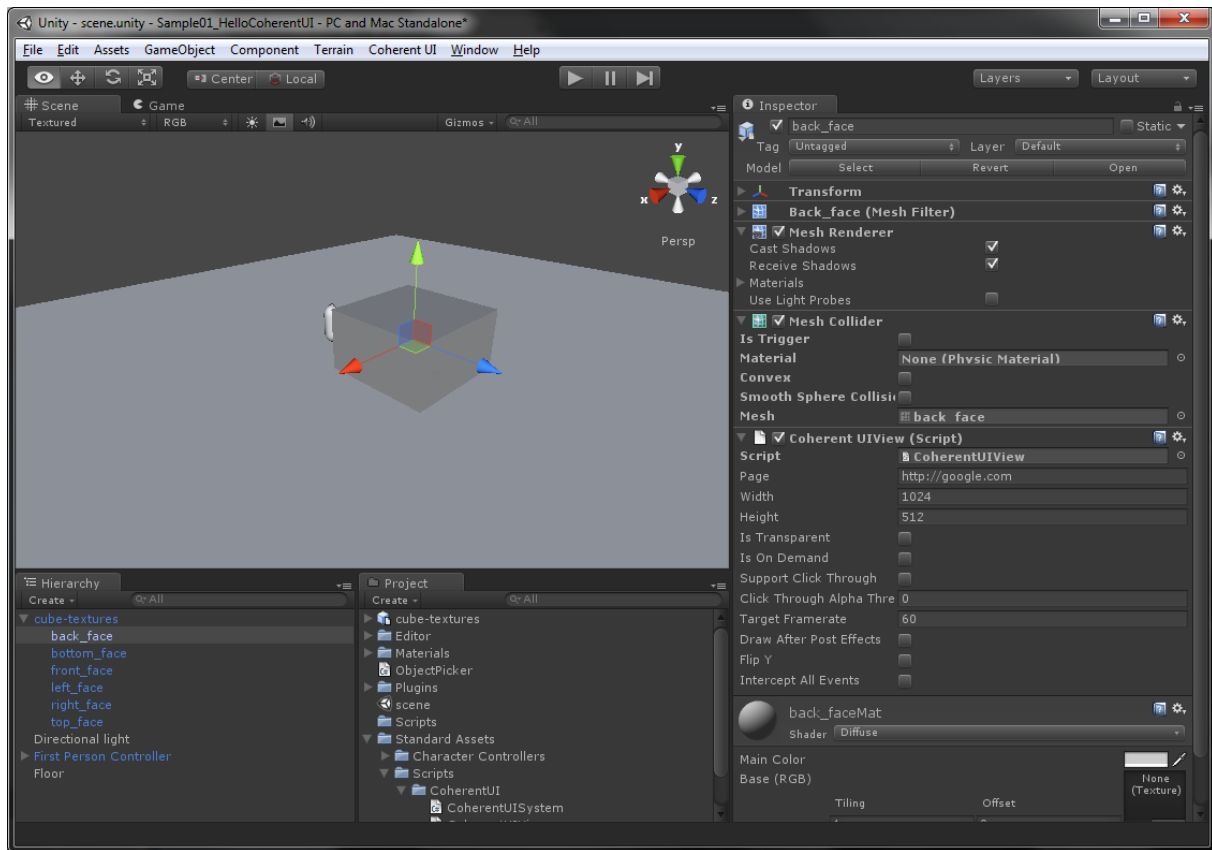 Unity - scene.unity - Sample01_HelloCoherentUI - PC and Mac Standalone*
File Edit Assets GameObject Component Terrain Coherent UI Window Help
Center Local
Layers
Layout
Scene
Game
Textured
RGB
Gizmos
All
y
x
z
Persp
Hierarchy
Create
All
cube-textures
back_face
bottom_face
front_face
left_face
right_face
top_face
Directional light
First Person Controller
Floor
Project
Create
All
cube-textures
Editor
Materials
ObjectPicker
Plugins
scene
Scripts
Standard Assets
Character Controllers
Scripts
CoherentUI
CoherentUISystem
Inspector
back_face
Static
Tag Untagged Layer Default
Model Select Revert Open
Transform
Back_face (Mesh Filter)
Mesh Renderer
Cast Shadows
Receive Shadows
Materials
Use Light Probes
Mesh Collider
Is Trigger
Material None (Physic Material)
Convex
Smooth Sphere Collisi
Mesh back_face
Coherent UIView (Script)
Script CoherentUIView
Page http://google.com
Width 1024
Height 512
Is Transparent
Is On Demand
Support Click Through
Click Through Alpha Thre 0
Target Framerate 60
Draw After Post Effects
Flip Y
Intercept All Events
back_faceMat
Shader Diffuse
Main Color
Base (RGB)
None
(Texture)
Tiling Offset